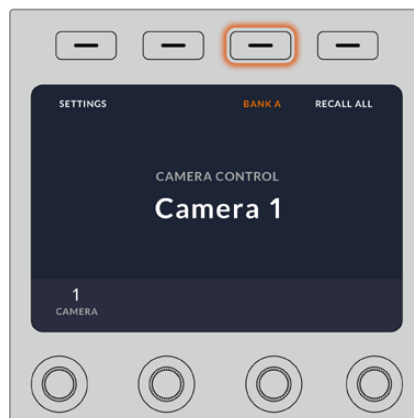 SETTINGS BANK A RECALL ALL
CAMERA CONTROL
Camera 1
1
CAMERA